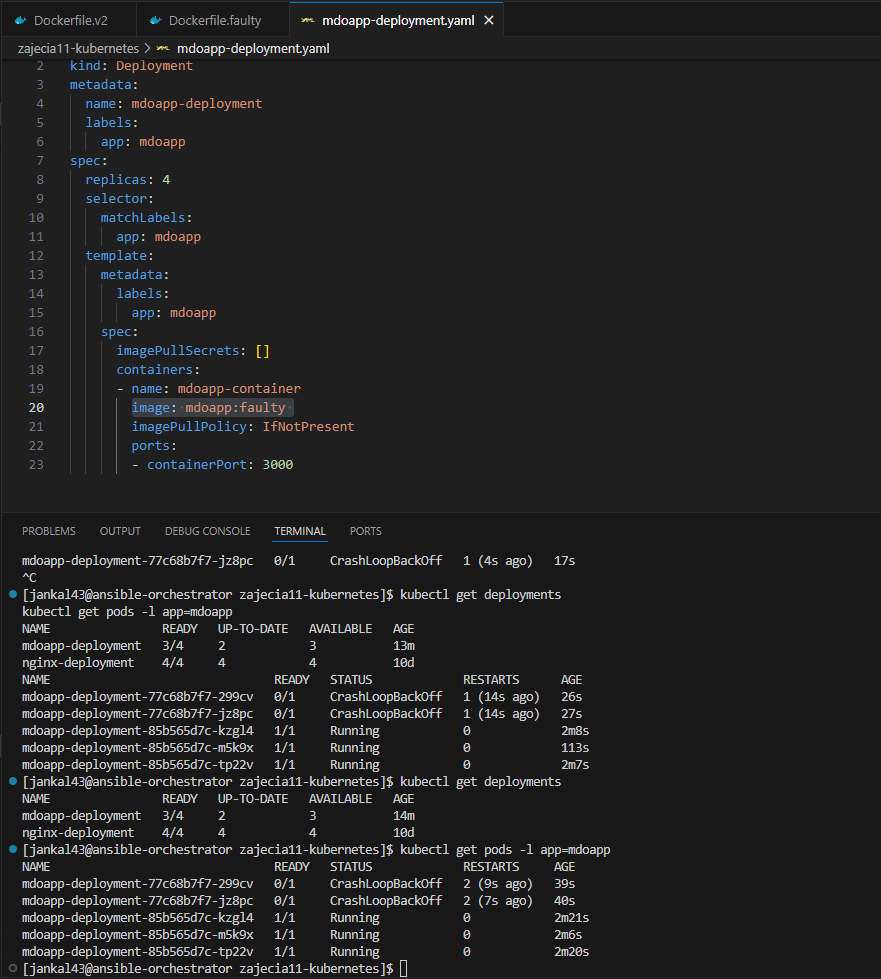 Dockerfile.v2 Dockerfile.faulty mdoapp-deployment.yaml ✕
zajecia11-kubernetes > mdoapp-deployment.yaml
2 kind: Deployment
3 metadata:
4   name: mdoapp-deployment
5   labels:
6     app: mdoapp
7 spec:
8   replicas: 4
9   selector:
10     matchLabels:
11       app: mdoapp
12   template:
13     metadata:
14       labels:
15         app: mdoapp
16     spec:
17       imagePullSecrets: []
18       containers:
19       - name: mdoapp-container
20         image: mdoapp:faulty
21         imagePullPolicy: IfNotPresent
22         ports:
23         - containerPort: 3000
PROBLEMS OUTPUT DEBUG CONSOLE TERMINAL PORTS
mdoapp-deployment-77c68b7f7-jz8pc   0/1     CrashLoopBackOff   1 (4s ago)   17s
^C
[jankal43@ansible-orchestrator zajecia11-kubernetes]$ kubectl get deployments
kubectl get pods -l app=mdoapp
NAME                READY   UP-TO-DATE   AVAILABLE   AGE
mdoapp-deployment   3/4     2            3           13m
nginx-deployment    4/4     4            4           10d
NAME                                READY   STATUS             RESTARTS      AGE
mdoapp-deployment-77c68b7f7-299cv   0/1     CrashLoopBackOff   1 (14s ago)   26s
mdoapp-deployment-77c68b7f7-jz8pc   0/1     CrashLoopBackOff   1 (14s ago)   27s
mdoapp-deployment-85b565d7c-kzgl4   1/1     Running            0             2m8s
mdoapp-deployment-85b565d7c-m5k9x   1/1     Running            0             113s
mdoapp-deployment-85b565d7c-tp22v   1/1     Running            0             2m7s
[jankal43@ansible-orchestrator zajecia11-kubernetes]$ kubectl get deployments
NAME                READY   UP-TO-DATE   AVAILABLE   AGE
mdoapp-deployment   3/4     2            3           14m
nginx-deployment    4/4     4            4           10d
[jankal43@ansible-orchestrator zajecia11-kubernetes]$ kubectl get pods -l app=mdoapp
NAME                                READY   STATUS             RESTARTS     AGE
mdoapp-deployment-77c68b7f7-299cv   0/1     CrashLoopBackOff   2 (9s ago)   39s
mdoapp-deployment-77c68b7f7-jz8pc   0/1     CrashLoopBackOff   2 (7s ago)   40s
mdoapp-deployment-85b565d7c-kzgl4   1/1     Running            0            2m21s
mdoapp-deployment-85b565d7c-m5k9x   1/1     Running            0            2m6s
mdoapp-deployment-85b565d7c-tp22v   1/1     Running            0            2m20s
[jankal43@ansible-orchestrator zajecia11-kubernetes]$